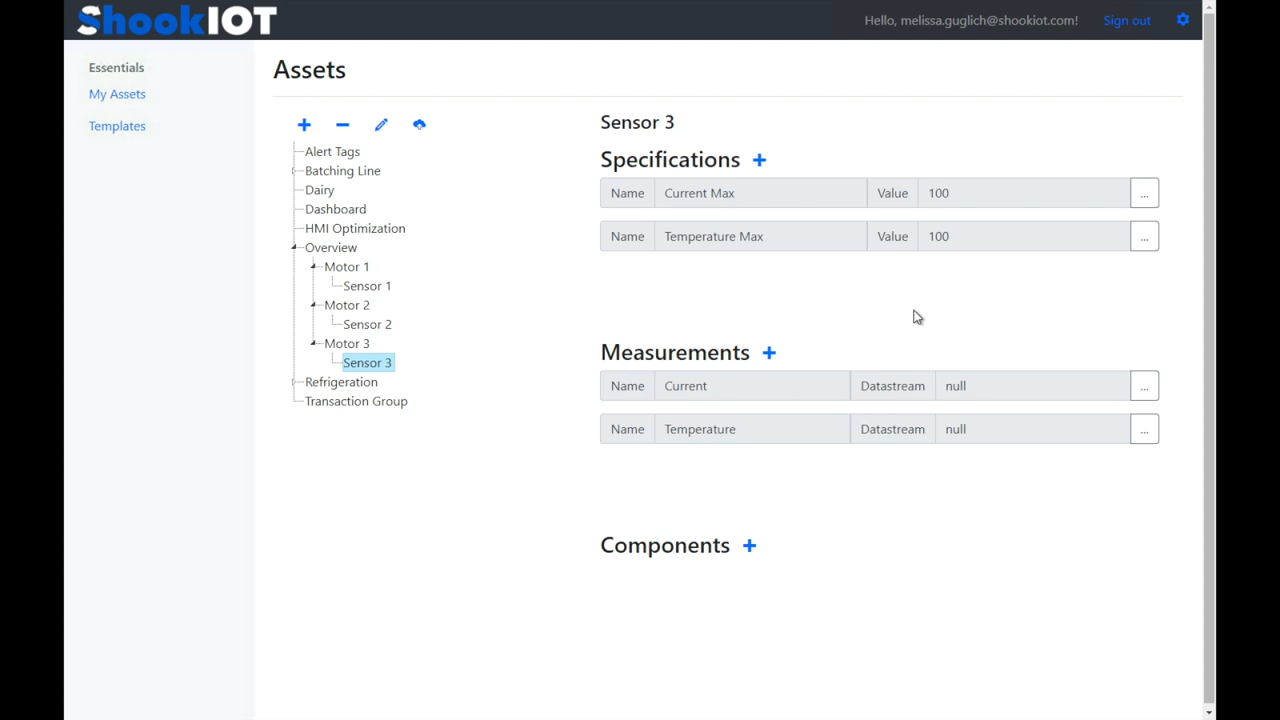 ShookIOT
Hello, melissa.guglich@shookiot.com!
Sign out
Essentials
My Assets
Templates
Assets
Alert Tags
Batching Line
Dairy
Dashboard
HMI Optimization
Overview
Motor 1
Sensor 1
Motor 2
Sensor 2
Motor 3
Sensor 3
Refrigeration
Transaction Group
Sensor 3
Specifications +
Name Current Max Value 100 ...
Name Temperature Max Value 100 ...
Measurements +
Name Current Datastream null ...
Name Temperature Datastream null ...
Components +